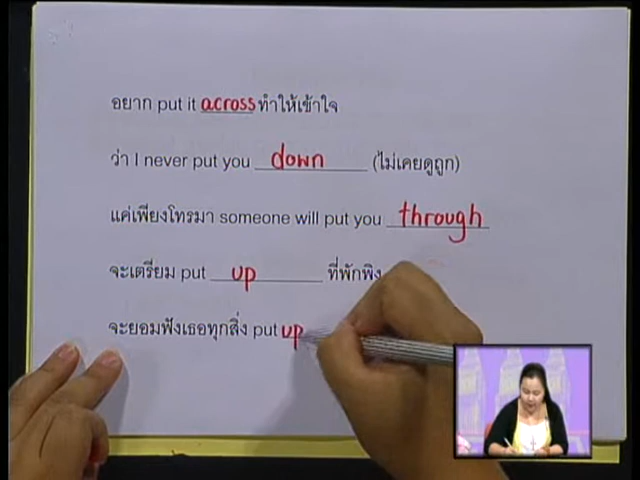 อยาก put it across ทำให้เข้าใจ
ว่า I never put you down (ไม่เคยดูถูก)
แค่เพียงโทรมา someone will put you through
จะเตรียม put up ที่พักพิง
จะยอมฟังเธอทุกสิ่ง put up